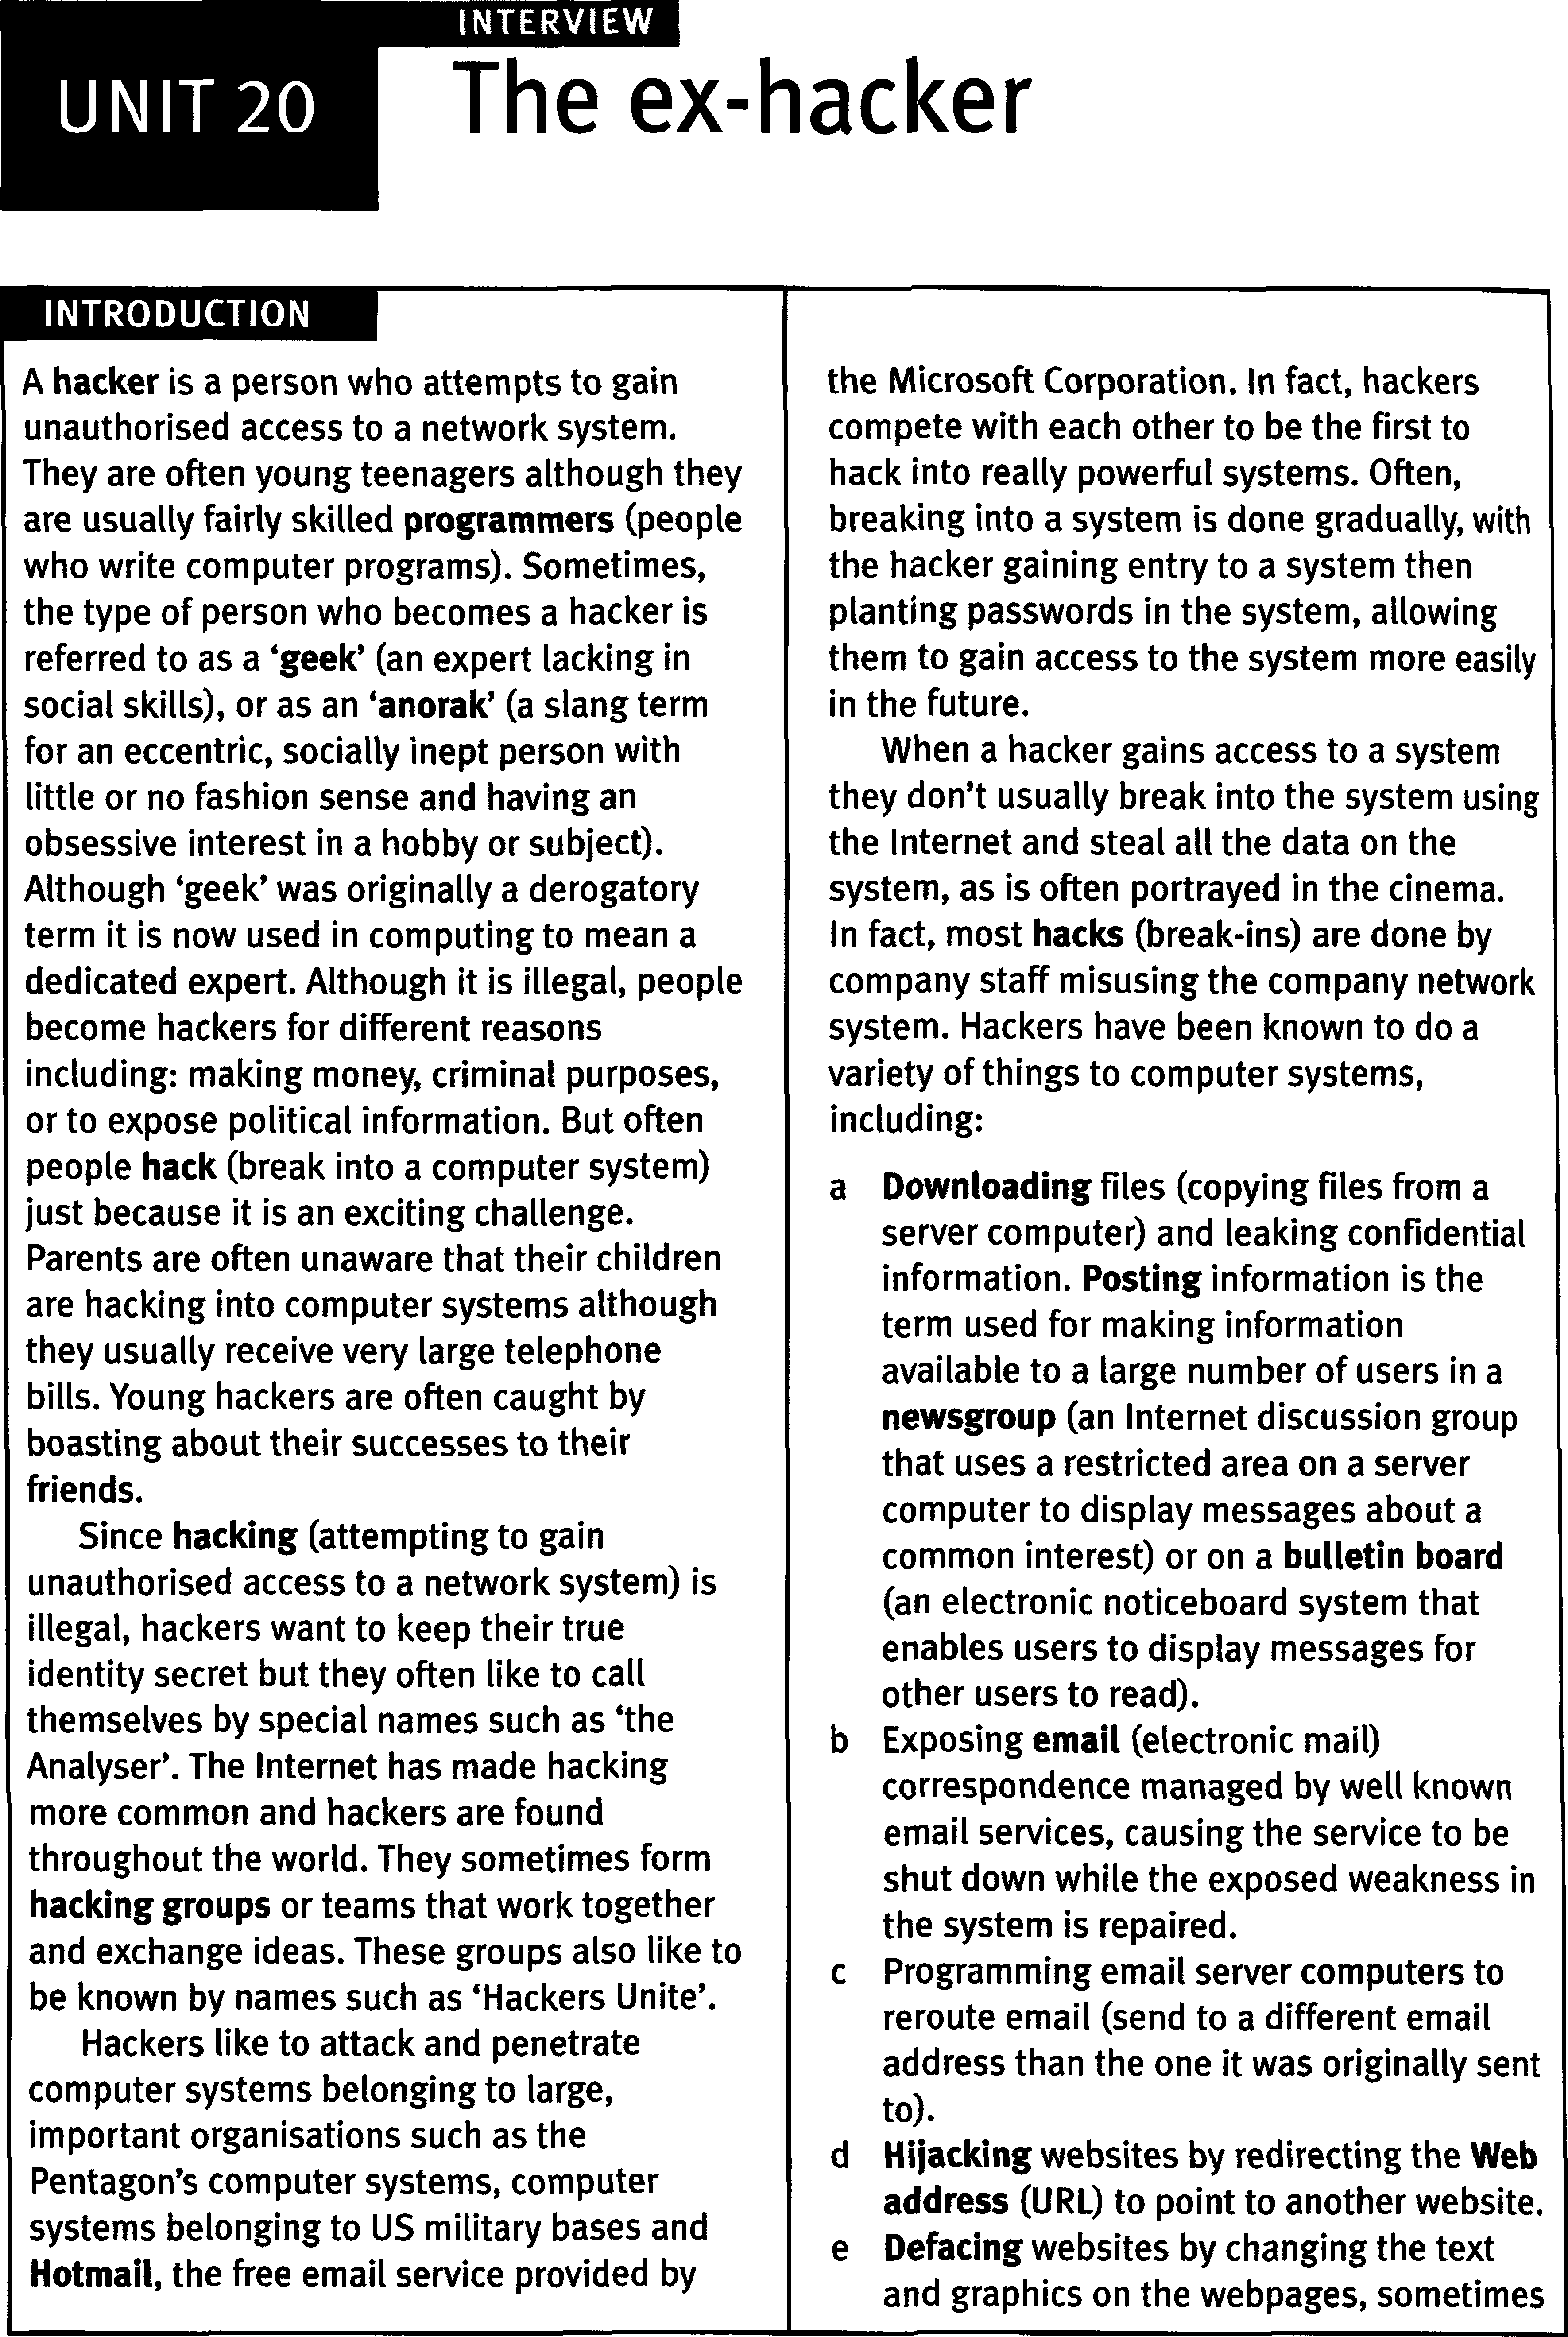 INTERVIEW
UNIT 20
The ex-hacker
INTRODUCTION
A hacker is a person who attempts to gain
unauthorised access to a network system.
They are often young teenagers although they
are usually fairly skilled programmers (people
who write computer programs). Sometimes,
the type of person who becomes a hacker is
referred to as a ‘geek’ (an expert lacking in
social skills), or as an ‘anorak’ (a slang term
for an eccentric, socially inept person with
little or no fashion sense and having an
obsessive interest in a hobby or subject).
Although ‘geek’ was originally a derogatory
term it is now used in computing to mean a
dedicated expert. Although it is illegal, people
become hackers for different reasons
including: making money, criminal purposes,
or to expose political information. But often
people hack (break into a computer system)
just because it is an exciting challenge.
Parents are often unaware that their children
are hacking into computer systems although
they usually receive very large telephone
bills. Young hackers are often caught by
boasting about their successes to their
friends.
Since hacking (attempting to gain
unauthorised access to a network system) is
illegal, hackers want to keep their true
identity secret but they often like to call
themselves by special names such as ‘the
Analyser’. The Internet has made hacking
more common and hackers are found
throughout the world. They sometimes form
hacking groups or teams that work together
and exchange ideas. These groups also like to
be known by names such as ‘Hackers Unite’.
Hackers like to attack and penetrate
computer systems belonging to large,
important organisations such as the
Pentagon’s computer systems, computer
systems belonging to US military bases and
Hotmail, the free email service provided by
the Microsoft Corporation. In fact, hackers
compete with each other to be the first to
hack into really powerful systems. Often,
breaking into a system is done gradually, with
the hacker gaining entry to a system then
planting passwords in the system, allowing
them to gain access to the system more easily
in the future.
When a hacker gains access to a system
they don’t usually break into the system using
the Internet and steal all the data on the
system, as is often portrayed in the cinema.
In fact, most hacks (break-ins) are done by
company staff misusing the company network
system. Hackers have been known to do a
variety of things to computer systems,
including:
a Downloading files (copying files from a
server computer) and leaking confidential
information. Posting information is the
term used for making information
available to a large number of users in a
newsgroup (an Internet discussion group
that uses a restricted area on a server
computer to display messages about a
common interest) or on a bulletin board
(an electronic noticeboard system that
enables users to display messages for
other users to read).
b Exposing email (electronic mail)
correspondence managed by well known
email services, causing the service to be
shut down while the exposed weakness in
the system is repaired.
c Programming email server computers to
reroute email (send to a different email
address than the one it was originally sent
to).
d Hijacking websites by redirecting the Web
address (URL) to point to another website.
e Defacing websites by changing the text
and graphics on the webpages, sometimes